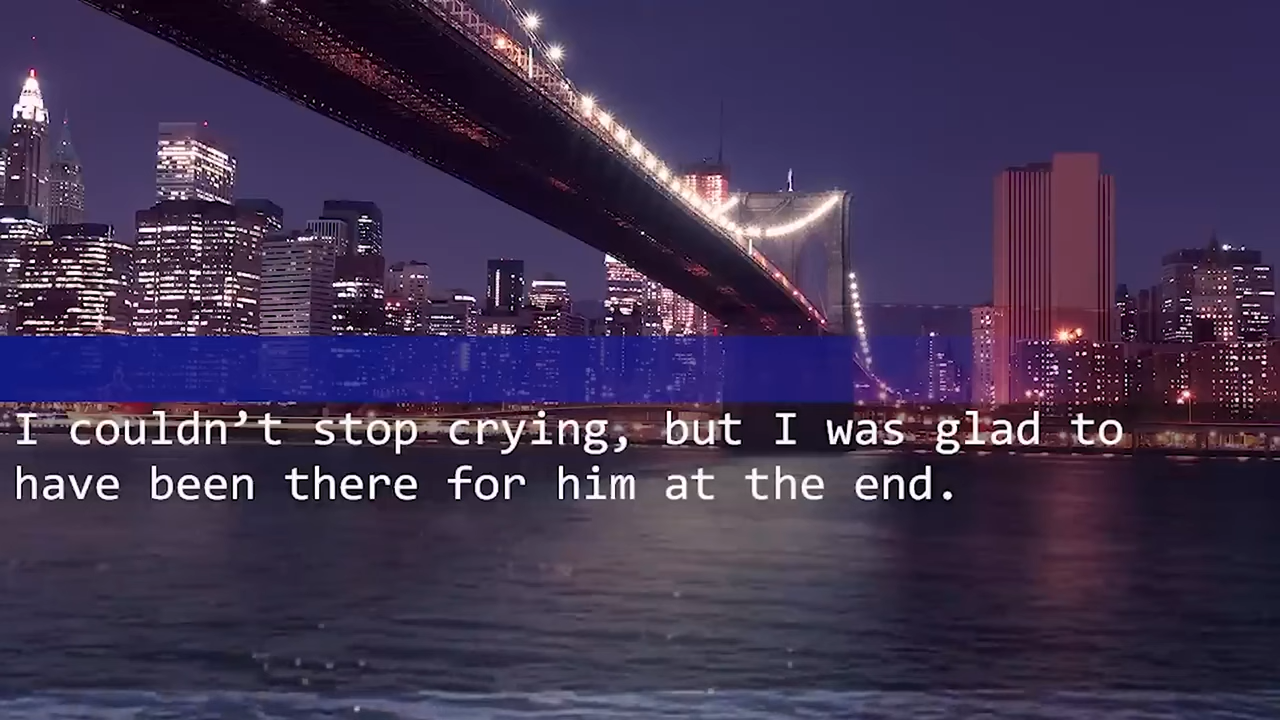 I couldn’t stop crying, but I was glad to
have been there for him at the end.